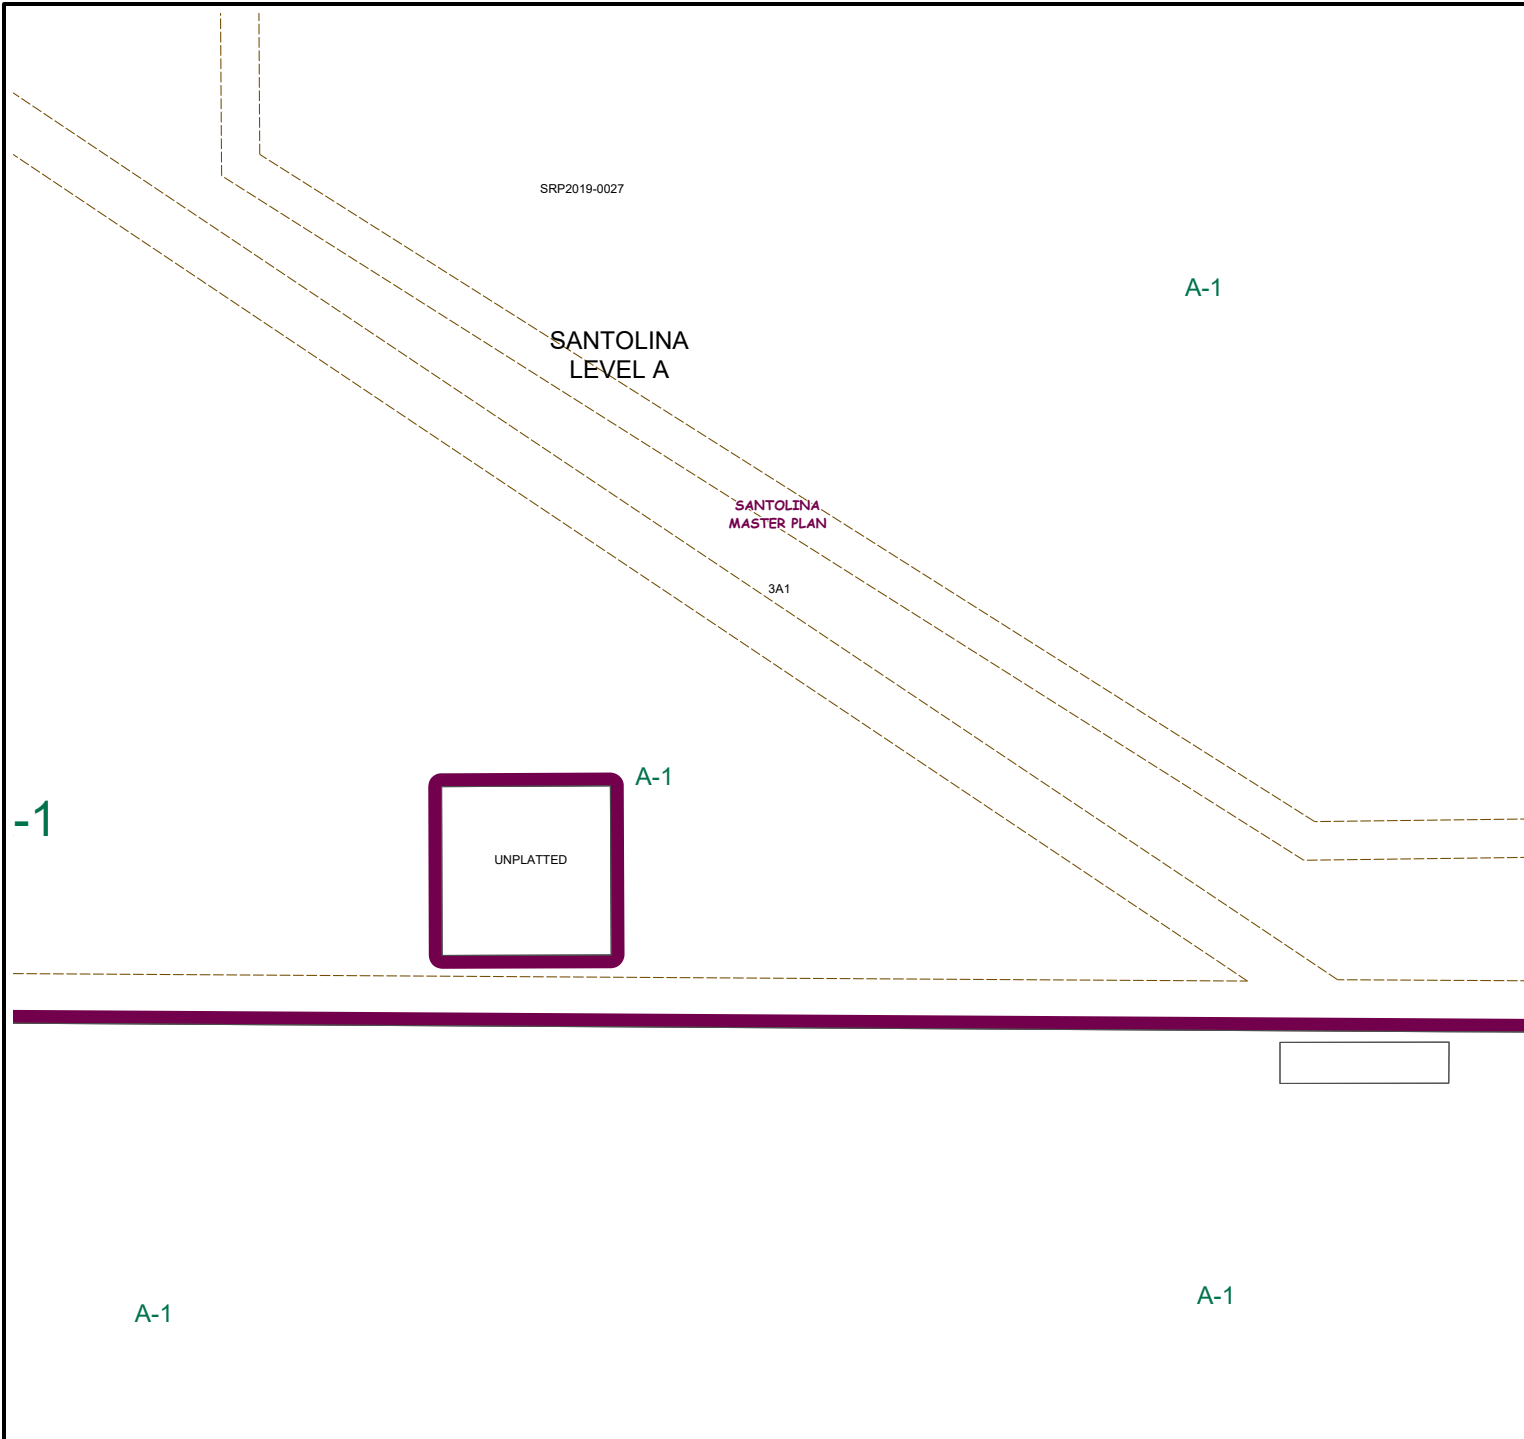 SRP2019-0027
A-1
SANTOLINA
LEVEL A
SANTOLINA
MASTER PLAN
3A1
A-1
-1
UNPLATTED
A-1
A-1